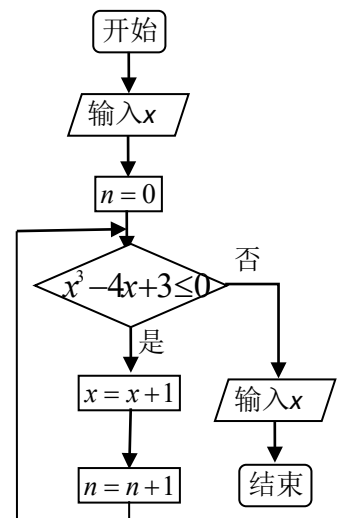 开始
输入x
n = 0
x³−4x+3≤0
否
是
x = x+1
输入x
n = n+1
结束